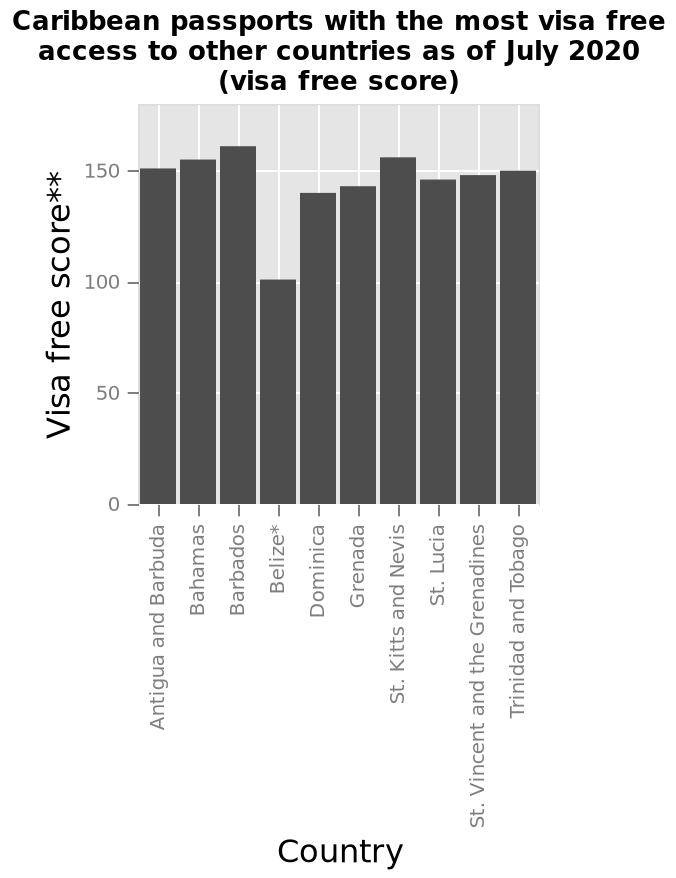 Caribbean passports with the most visa free
access to other countries as of July 2020
(visa free score)
Visa free score**
150
100
50
0
Antigua and Barbuda
Bahamas
Barbados
Belize*
Dominica
Grenada
St. Kitts and Nevis
St. Lucia
St. Vincent and the Grenadines
Trinidad and Tobago
Country